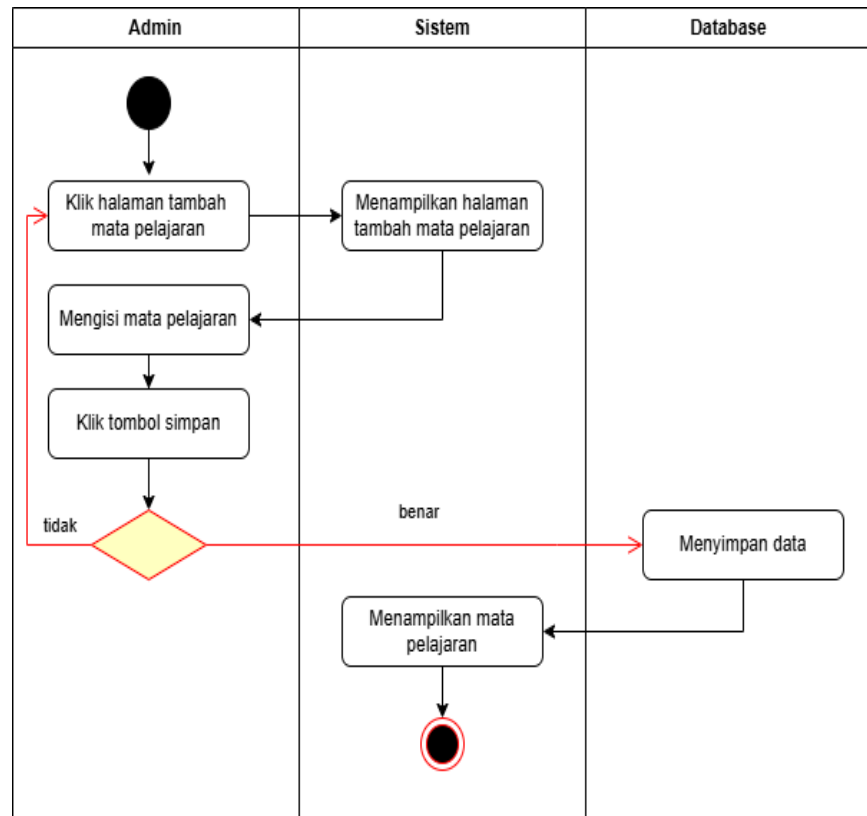 Admin
Sistem
Database
Klik halaman tambah
mata pelajaran
Menampilkan halaman
tambah mata pelajaran
Mengisi mata pelajaran
Klik tombol simpan
tidak
benar
Menyimpan data
Menampilkan mata
pelajaran